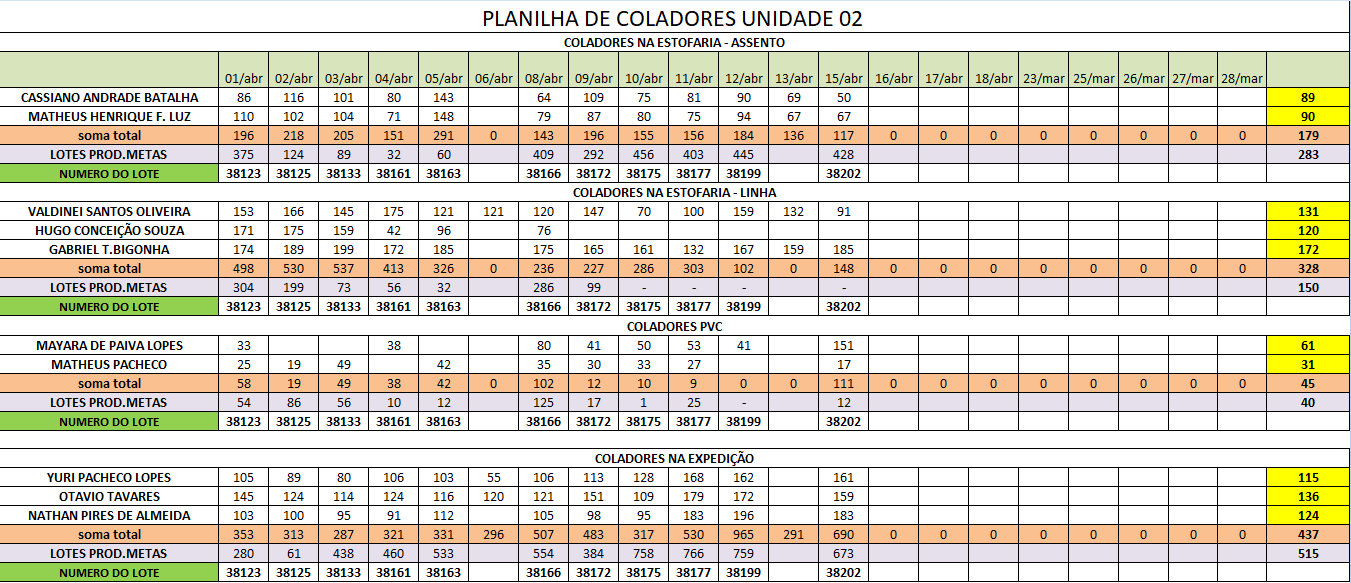 PLANILHA DE COLADORES UNIDADE 02
COLADORES NA ESTOFARIA - ASSENTO
01/abr 02/abr 03/abr 04/abr 05/abr 06/abr 08/abr 09/abr 10/abr 11/abr 12/abr 13/abr 15/abr 16/abr 17/abr 18/abr 23/mar 25/mar 26/mar 27/mar 28/mar
CASSIANO ANDRADE BATALHA 86 116 101 80 143 64 109 75 81 90 69 50 89
MATHEUS HENRIQUE F. LUZ 110 102 104 71 148 79 87 80 75 94 67 67 90
soma total 196 218 205 151 291 0 143 196 155 156 184 136 117 0 0 0 0 0 0 0 0 179
LOTES PROD.METAS 375 124 89 32 60 409 292 456 403 445 428 283
NUMERO DO LOTE 38123 38125 38133 38161 38163 38166 38172 38175 38177 38199 38202
COLADORES NA ESTOFARIA - LINHA
VALDINEI SANTOS OLIVEIRA 153 166 145 175 121 121 120 147 70 100 159 132 91 131
HUGO CONCEIÇÃO SOUZA 171 175 159 42 96 76 120
GABRIEL T.BIGONHA 174 189 199 172 185 175 165 161 132 167 159 185 172
soma total 498 530 537 413 326 0 236 227 286 303 102 0 148 0 0 0 0 0 0 0 0 328
LOTES PROD.METAS 304 199 73 56 32 286 99 - - - - 150
NUMERO DO LOTE 38123 38125 38133 38161 38163 38166 38172 38175 38177 38199 38202
COLADORES PVC
MAYARA DE PAIVA LOPES 33 38 80 41 50 53 41 151 61
MATHEUS PACHECO 25 19 49 42 35 30 33 27 17 31
soma total 58 19 49 38 42 0 102 12 10 9 0 0 111 0 0 0 0 0 0 0 0 45
LOTES PROD.METAS 54 86 56 10 12 125 17 1 25 - 12 40
NUMERO DO LOTE 38123 38125 38133 38161 38163 38166 38172 38175 38177 38199 38202
COLADORES NA EXPEDIÇÃO
YURI PACHECO LOPES 105 89 80 106 103 55 106 113 128 168 162 161 115
OTAVIO TAVARES 145 124 114 124 116 120 121 151 109 179 172 159 136
NATHAN PIRES DE ALMEIDA 103 100 95 91 112 105 98 95 183 196 183 124
soma total 353 313 287 321 331 296 507 483 317 530 965 291 690 0 0 0 0 0 0 0 0 437
LOTES PROD.METAS 280 61 438 460 533 554 384 758 766 759 673 515
NUMERO DO LOTE 38123 38125 38133 38161 38163 38166 38172 38175 38177 38199 38202